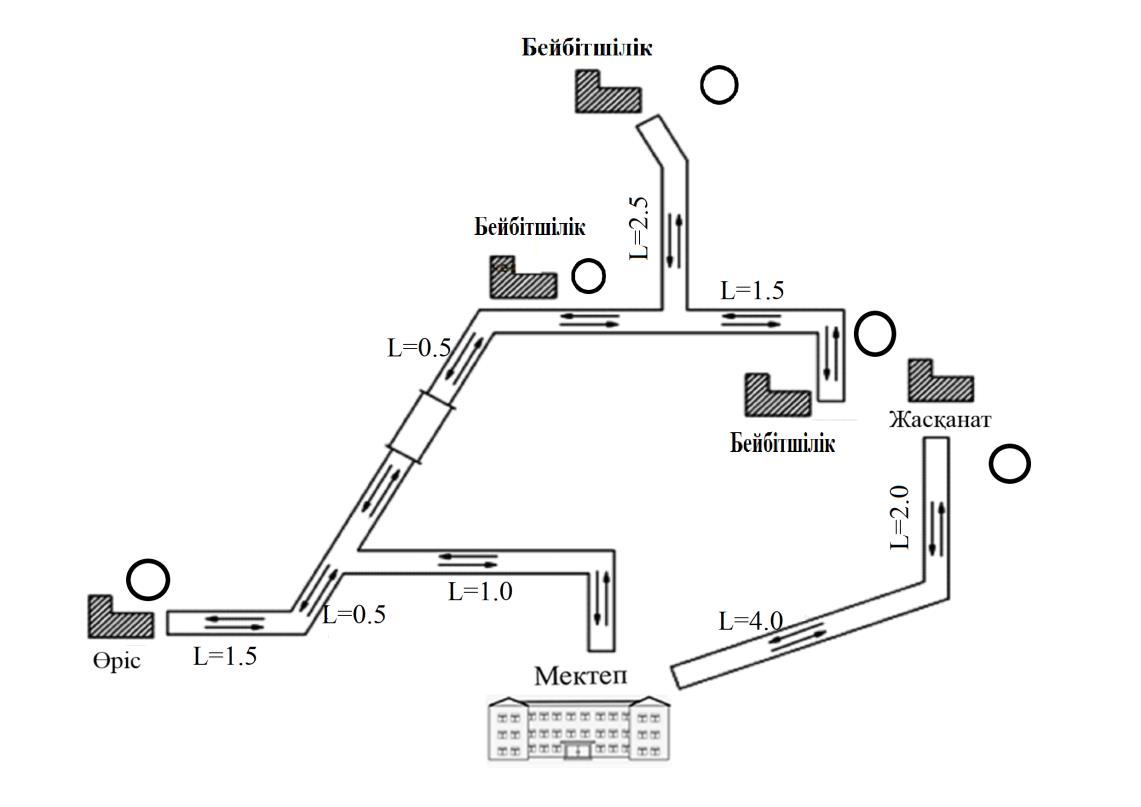 Бейбітшілік
L=2.5
Бейбітшілік
L=1.5
L=0.5
Жасқанат
Бейбітшілік
L=2.0
L=1.0
L=0.5
L=4.0
Өріс
L=1.5
Мектеп